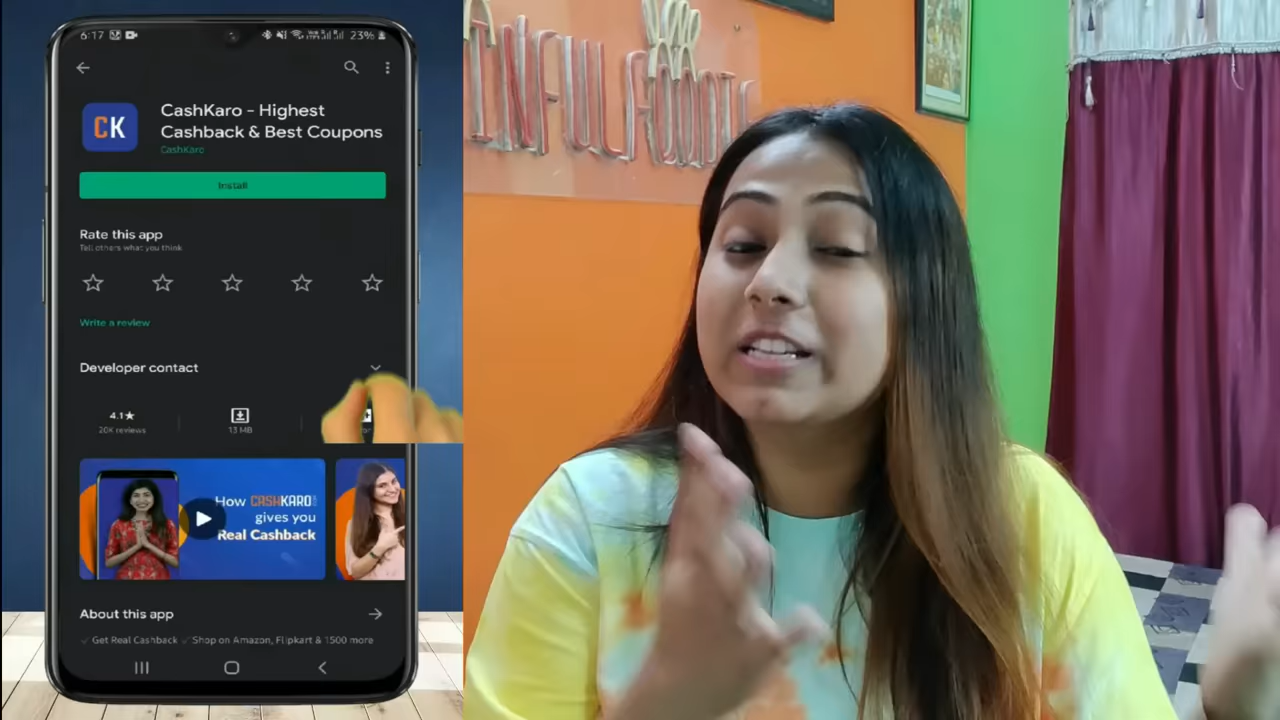 6:17
23%
CK
CashKaro - Highest
Cashback & Best Coupons
CashKaro
Install
Rate this app
Tell others what you think
Write a review
Developer contact
4.1★
20K reviews
13 MB
How CASHKARO
gives you
Real Cashback
About this app
✓ Get Real Cashback ✓ Shop on Amazon, Flipkart & 1500 more